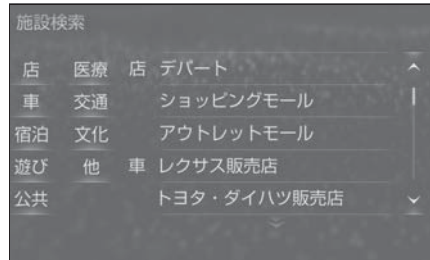 施設検索
店 医療 店 デパート
車 交通 ショッピングモール
宿泊 文化 アウトレットモール
遊び 他 車 レクサス販売店
公共 トヨタ・ダイハツ販売店